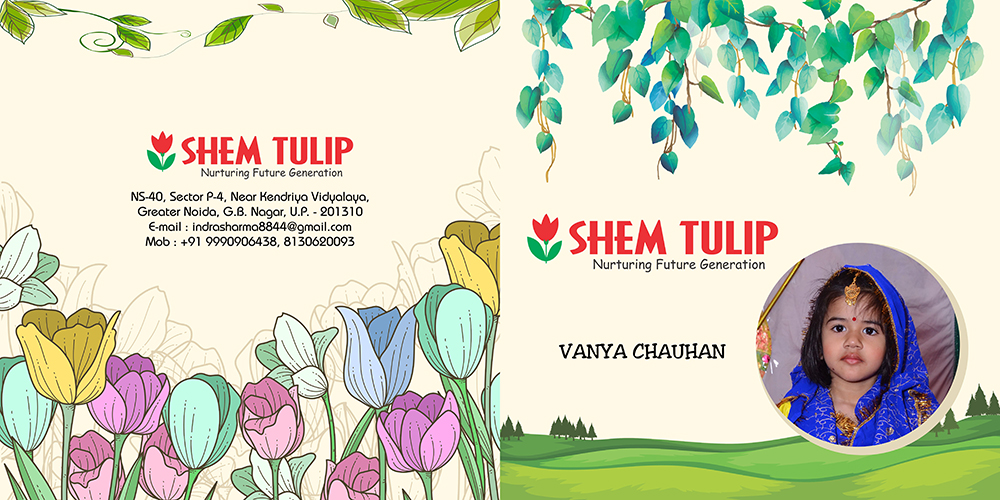 SHEM TULIP
Nurturing Future Generation
NS-40, Sector P-4, Near Kendriya Vidyalaya,
Greater Noida, G.B. Nagar, U.P. - 201310
E-mail : indrasharma8844@gmail.com
Mob : +91 9990906438, 8130620093
SHEM TULIP
Nurturing Future Generation
VANYA CHAUHAN